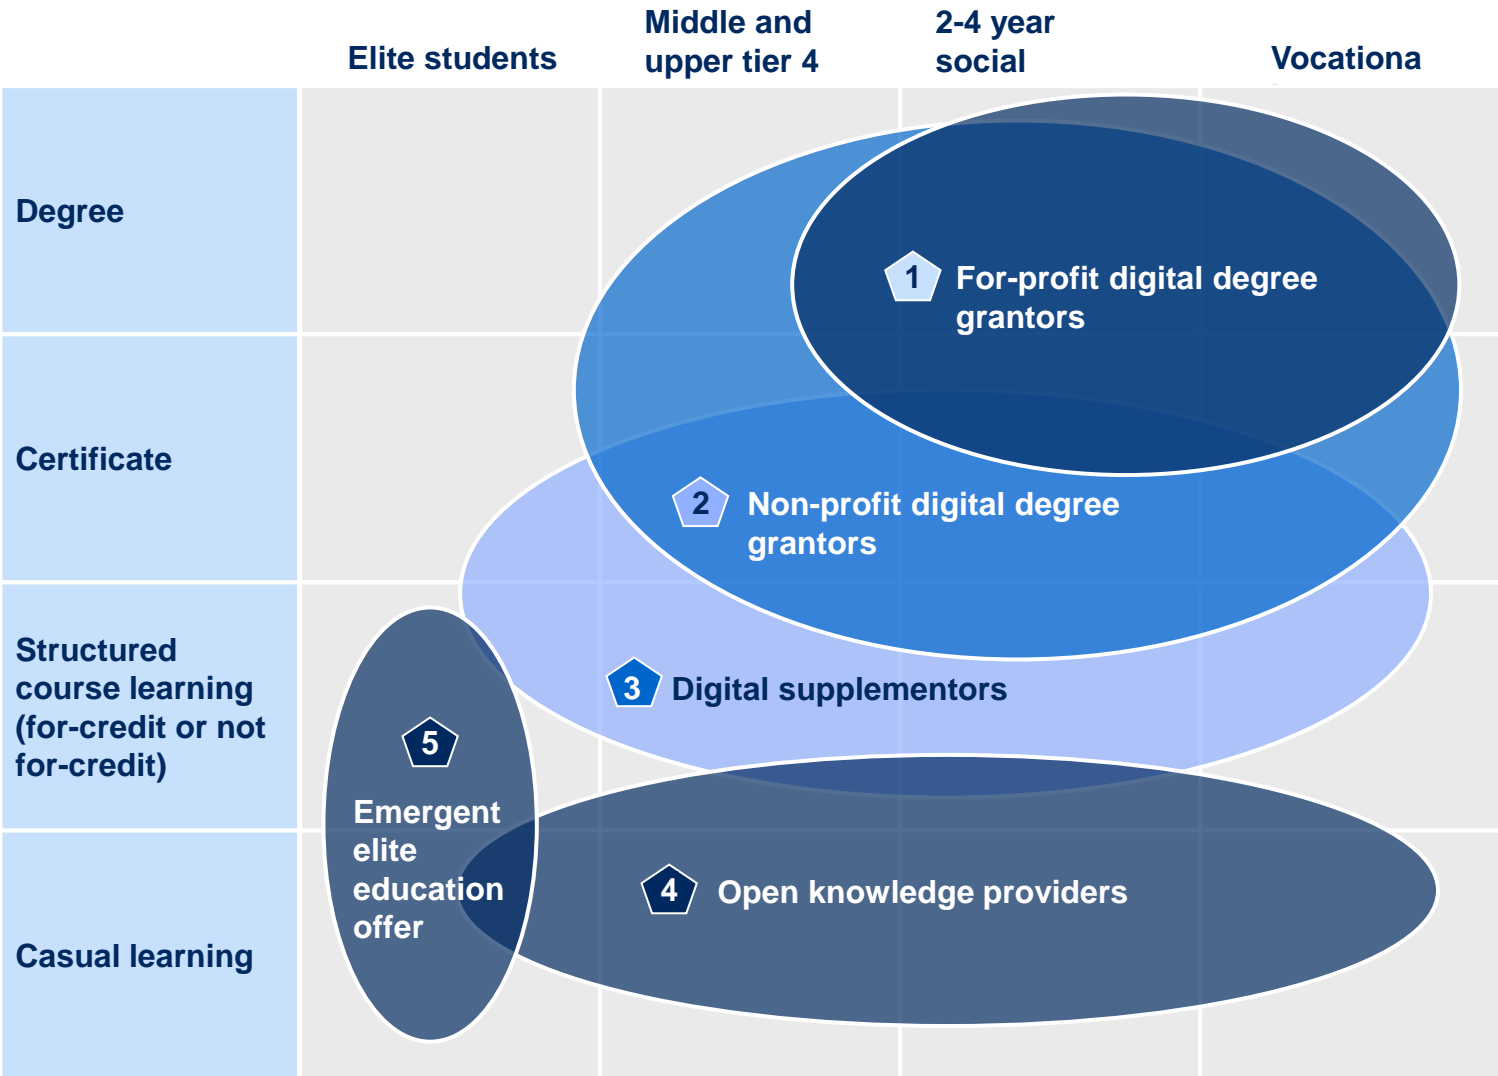 Elite students
Middle and
upper tier 4
2-4 year
social
Vocationa
Degree
1
For-profit digital degree
grantors
Certificate
2
Non-profit digital degree
grantors
Structured
course learning
(for-credit or not
for-credit)
3
Digital supplementors
5
Emergent
elite
education
offer
4
Open knowledge providers
Casual learning